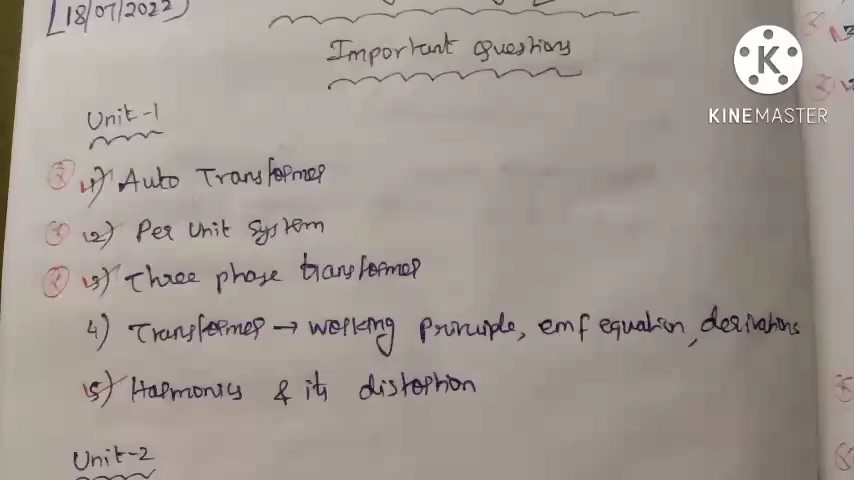 [18/07/2022)
Important questions
Unit-1
1) Auto Transformer
2) Per Unit System
3) Three phase transformer
4) Transformer → working principle, emf equation, derivations
5) Harmonics & its distortion
Unit-2
K
KINEMASTER